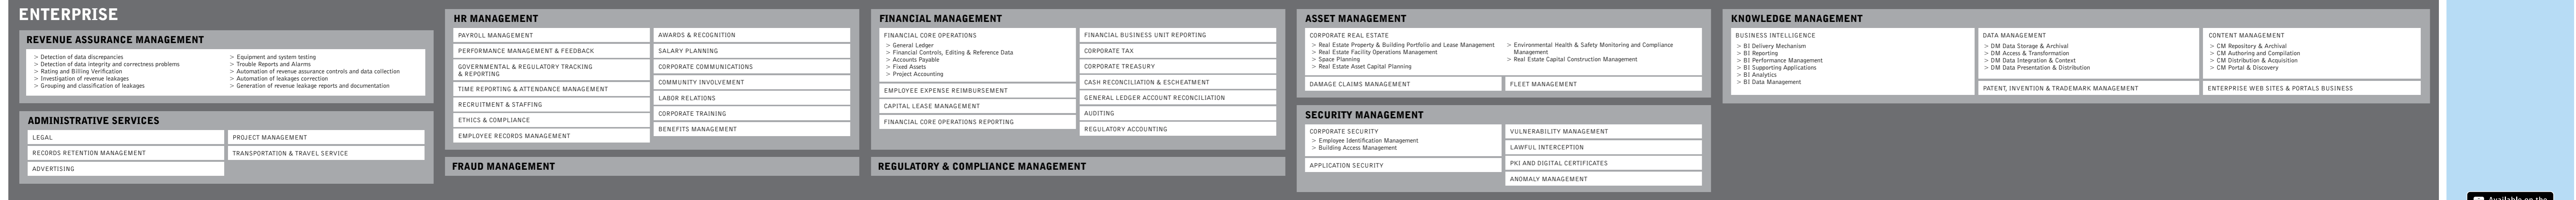 ENTERPRISE
REVENUE ASSURANCE MANAGEMENT
> Detection of data discrepancies
> Detection of data integrity and correctness problems
> Rating and Billing Verification
> Investigation of revenue leakages
> Grouping and classification of leakages
> Equipment and system testing
> Trouble Reports and Alarms
> Automation of revenue assurance controls and data collection
> Automation of leakages correction
> Generation of revenue leakage reports and documentation
ADMINISTRATIVE SERVICES
LEGAL
RECORDS RETENTION MANAGEMENT
ADVERTISING
PROJECT MANAGEMENT
TRANSPORTATION & TRAVEL SERVICE
HR MANAGEMENT
PAYROLL MANAGEMENT
PERFORMANCE MANAGEMENT & FEEDBACK
GOVERNMENTAL & REGULATORY TRACKING
& REPORTING
TIME REPORTING & ATTENDANCE MANAGEMENT
RECRUITMENT & STAFFING
ETHICS & COMPLIANCE
EMPLOYEE RECORDS MANAGEMENT
AWARDS & RECOGNITION
SALARY PLANNING
CORPORATE COMMUNICATIONS
COMMUNITY INVOLVEMENT
LABOR RELATIONS
CORPORATE TRAINING
BENEFITS MANAGEMENT
FRAUD MANAGEMENT
FINANCIAL MANAGEMENT
FINANCIAL CORE OPERATIONS
> General Ledger
> Financial Controls, Editing & Reference Data
> Accounts Payable
> Fixed Assets
> Project Accounting
EMPLOYEE EXPENSE REIMBURSEMENT
CAPITAL LEASE MANAGEMENT
FINANCIAL CORE OPERATIONS REPORTING
FINANCIAL BUSINESS UNIT REPORTING
CORPORATE TAX
CORPORATE TREASURY
CASH RECONCILIATION & ESCHEATMENT
GENERAL LEDGER ACCOUNT RECONCILIATION
AUDITING
REGULATORY ACCOUNTING
REGULATORY & COMPLIANCE MANAGEMENT
ASSET MANAGEMENT
CORPORATE REAL ESTATE
> Real Estate Property & Building Portfolio and Lease Management
> Real Estate Facility Operations Management
> Space Planning
> Real Estate Asset Capital Planning
> Environmental Health & Safety Monitoring and Compliance
Management
> Real Estate Capital Construction Management
DAMAGE CLAIMS MANAGEMENT
FLEET MANAGEMENT
SECURITY MANAGEMENT
CORPORATE SECURITY
> Employee Identification Management
> Building Access Management
APPLICATION SECURITY
VULNERABILITY MANAGEMENT
LAWFUL INTERCEPTION
PKI AND DIGITAL CERTIFICATES
ANOMALY MANAGEMENT
KNOWLEDGE MANAGEMENT
BUSINESS INTELLIGENCE
> BI Delivery Mechanism
> BI Reporting
> BI Performance Management
> BI Supporting Applications
> BI Analytics
> BI Data Management
DATA MANAGEMENT
> DM Data Storage & Archival
> DM Access & Transformation
> DM Data Integration & Context
> DM Data Presentation & Distribution
PATENT, INVENTION & TRADEMARK MANAGEMENT
CONTENT MANAGEMENT
> CM Repository & Archival
> CM Authoring and Compilation
> CM Distribution & Acquisition
> CM Portal & Discovery
ENTERPRISE WEB SITES & PORTALS BUSINESS
Available on the